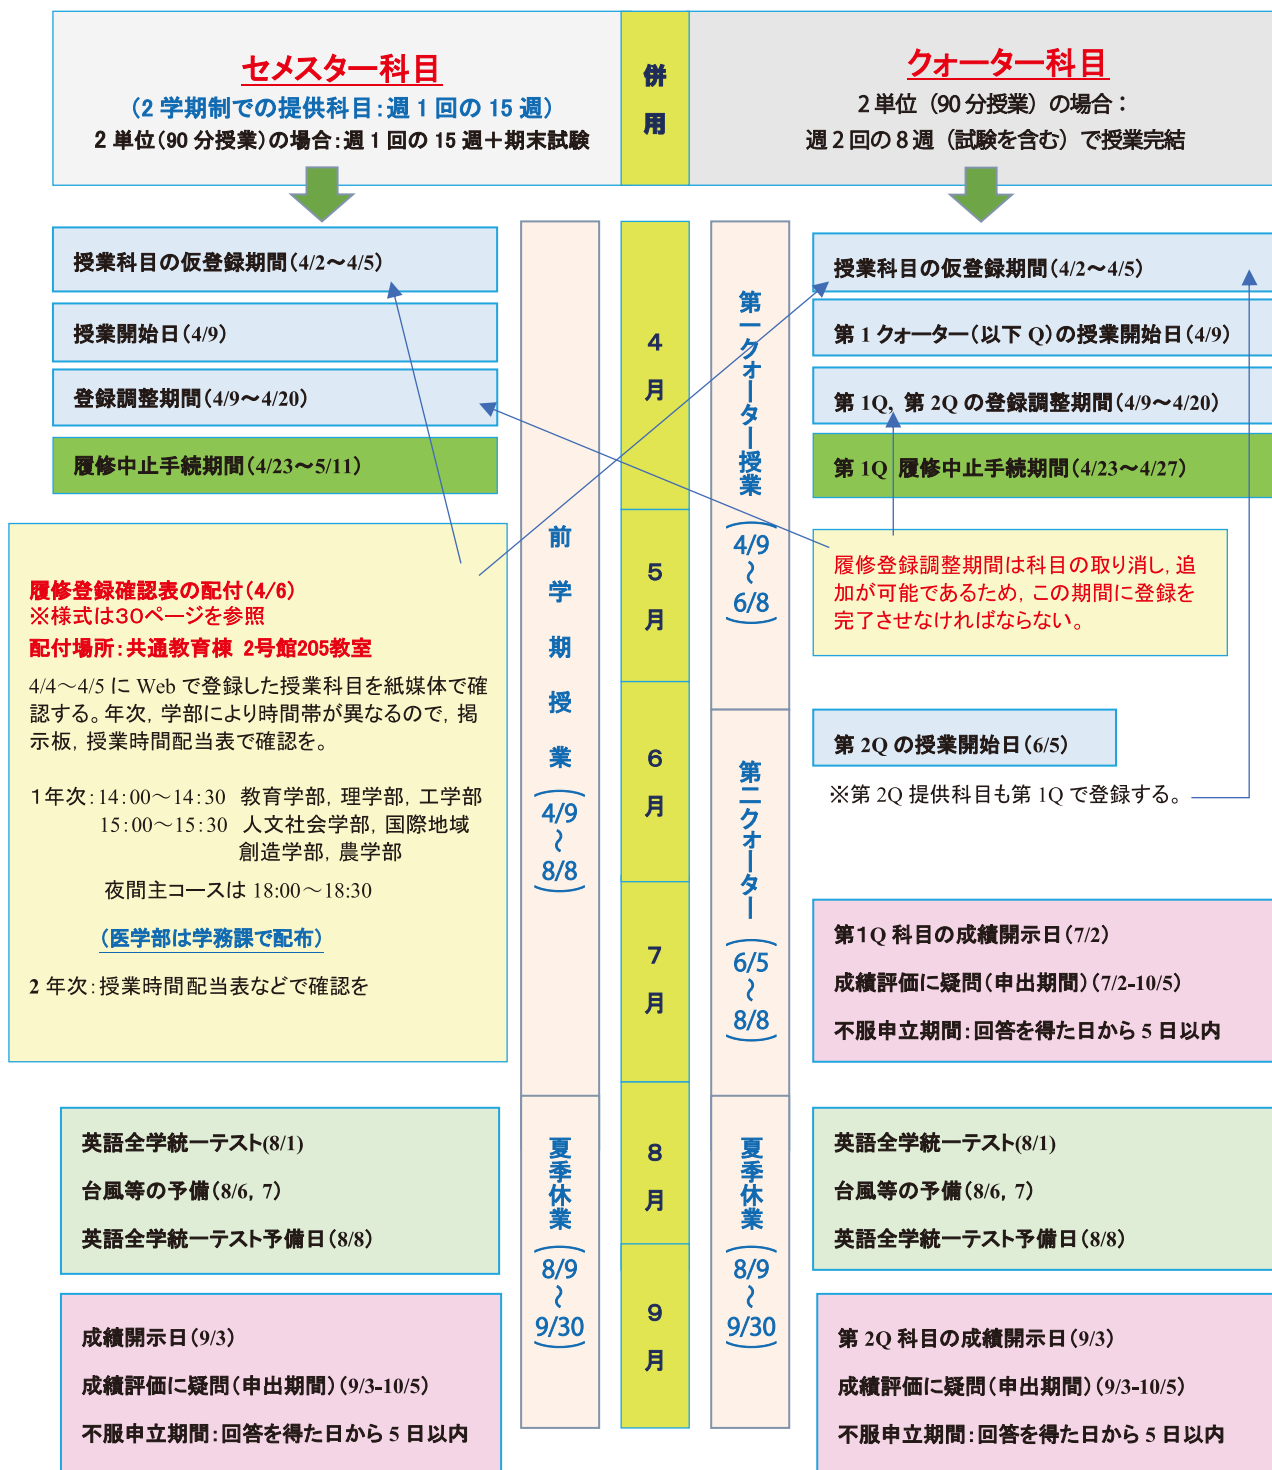 セメスター科目
（2 学期制での提供科目：週 1 回の 15 週）
2 単位（90 分授業）の場合：週 1 回の 15 週＋期末試験
併
用
クォーター科目
2 単位（90 分授業）の場合：
週 2 回の 8 週（試験を含む）で授業完結
授業科目の仮登録期間（4/2～4/5）
授業開始日（4/9）
登録調整期間（4/9～4/20）
履修中止手続期間（4/23～5/11）
履修登録確認表の配付（4/6）
※様式は３０ページを参照
配付場所：共通教育棟 2号館205教室
4/4～4/5 に Web で登録した授業科目を紙媒体で確
認する。年次，学部により時間帯が異なるので，掲
示板，授業時間配当表で確認を。
１年次：14：00～14：30 教育学部，理学部，工学部
15：00～15：30 人文社会学部，国際地域
創造学部，農学部
夜間主コースは 18:00～18:30
（医学部は学務課で配布）
2 年次：授業時間配当表などで確認を
英語全学統一テスト(8/1)
台風等の予備（8/6，7）
英語全学統一テスト予備日（8/8）
成績開示日（9/3）
成績評価に疑問（申出期間）（9/3-10/5）
不服申立期間：回答を得た日から 5 日以内
前学期授業（4/9～8/8）
夏季休業（8/9～9/30）
４月
５月
６月
７月
８月
９月
第一クォーター授業（4/9～6/8）
第二クォーター（6/5～8/8）
夏季休業（8/9～9/30）
授業科目の仮登録期間（4/2～4/5）
第 1 クォーター（以下 Q）の授業開始日（4/9）
第 1Q，第 2Q の登録調整期間（4/9～4/20）
第 1Q 履修中止手続期間（4/23～4/27）
履修登録調整期間は科目の取り消し，追
加が可能であるため，この期間に登録を
完了させなければならない。
第 2Q の授業開始日（6/5）
※第 2Q 提供科目も第 1Q で登録する。
第１Q 科目の成績開示日（7/2）
成績評価に疑問（申出期間）（7/2-10/5）
不服申立期間：回答を得た日から 5 日以内
英語全学統一テスト(8/1)
台風等の予備（8/6，7）
英語全学統一テスト予備日（8/8）
第 2Q 科目の成績開示日（9/3）
成績評価に疑問（申出期間）（9/3-10/5）
不服申立期間：回答を得た日から 5 日以内